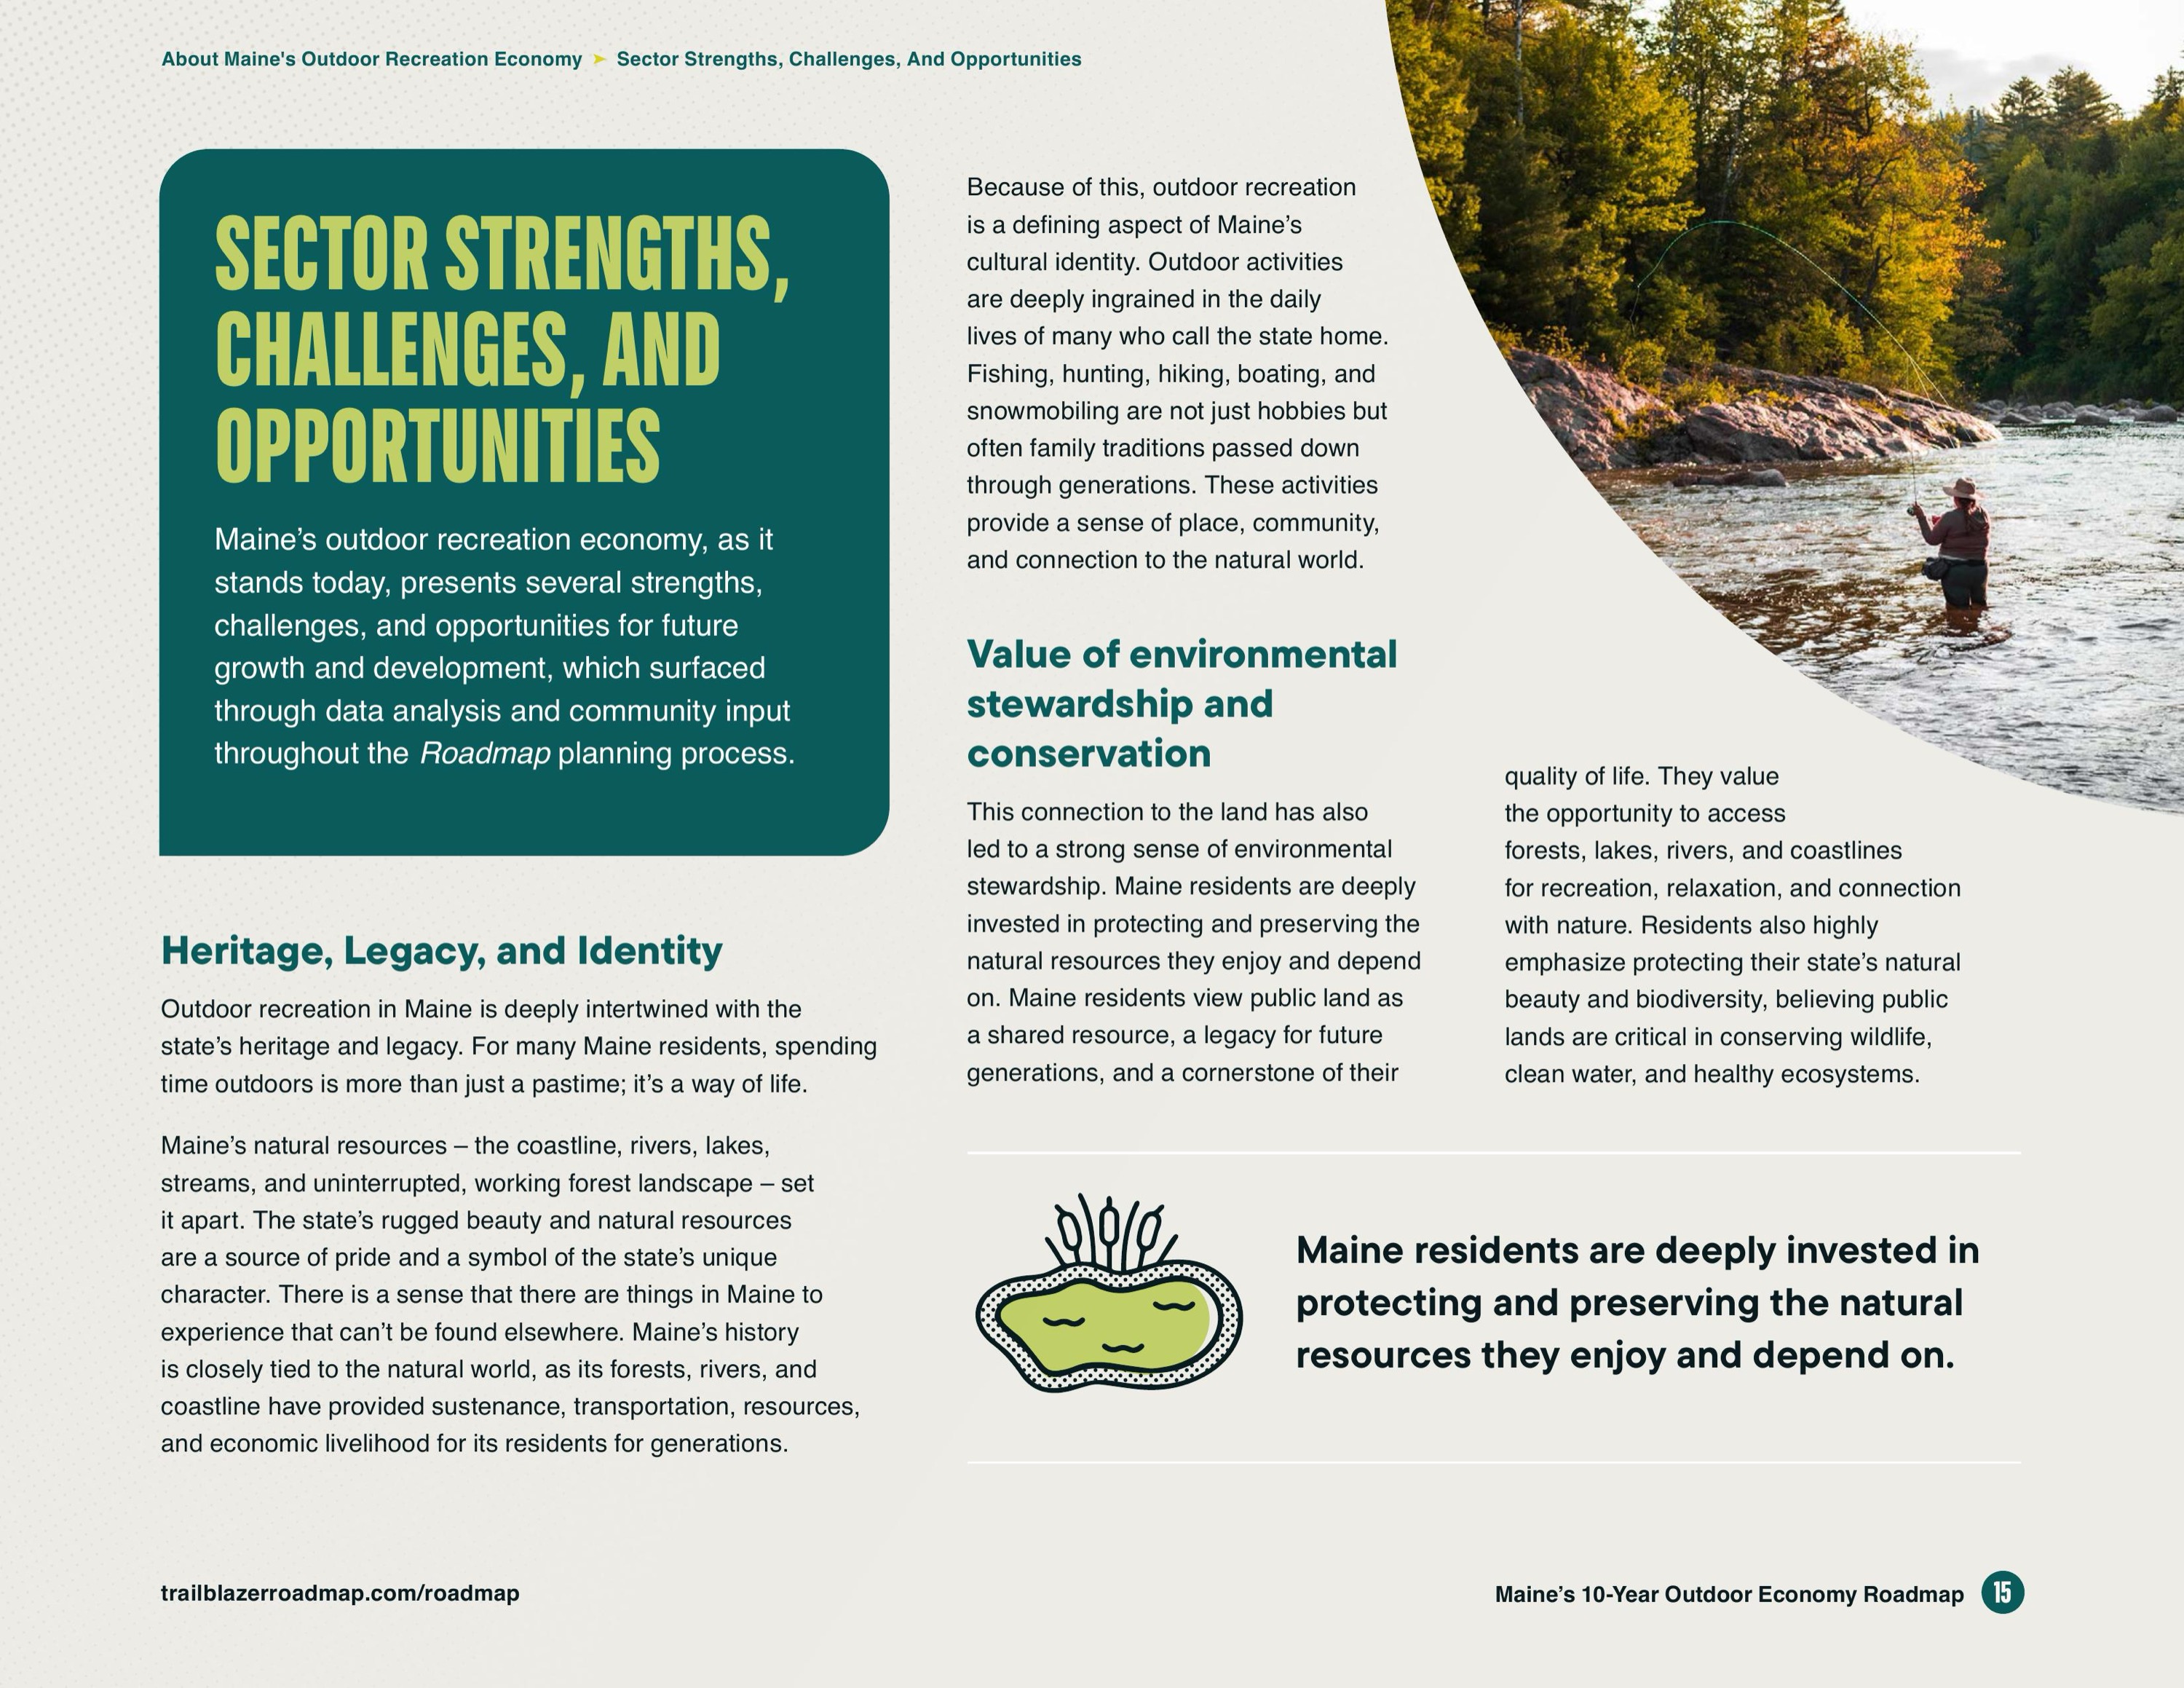 About Maine's Outdoor Recreation Economy ➤ Sector Strengths, Challenges, And Opportunities
SECTOR STRENGTHS,
CHALLENGES, AND
OPPORTUNITIES
Maine’s outdoor recreation economy, as it
stands today, presents several strengths,
challenges, and opportunities for future
growth and development, which surfaced
through data analysis and community input
throughout the Roadmap planning process.
Heritage, Legacy, and Identity
Outdoor recreation in Maine is deeply intertwined with the
state’s heritage and legacy. For many Maine residents, spending
time outdoors is more than just a pastime; it’s a way of life.
Maine’s natural resources – the coastline, rivers, lakes,
streams, and uninterrupted, working forest landscape – set
it apart. The state’s rugged beauty and natural resources
are a source of pride and a symbol of the state’s unique
character. There is a sense that there are things in Maine to
experience that can’t be found elsewhere. Maine’s history
is closely tied to the natural world, as its forests, rivers, and
coastline have provided sustenance, transportation, resources,
and economic livelihood for its residents for generations.
Because of this, outdoor recreation
is a defining aspect of Maine’s
cultural identity. Outdoor activities
are deeply ingrained in the daily
lives of many who call the state home.
Fishing, hunting, hiking, boating, and
snowmobiling are not just hobbies but
often family traditions passed down
through generations. These activities
provide a sense of place, community,
and connection to the natural world.
Value of environmental
stewardship and
conservation
This connection to the land has also
led to a strong sense of environmental
stewardship. Maine residents are deeply
invested in protecting and preserving the
natural resources they enjoy and depend
on. Maine residents view public land as
a shared resource, a legacy for future
generations, and a cornerstone of their
quality of life. They value
the opportunity to access
forests, lakes, rivers, and coastlines
for recreation, relaxation, and connection
with nature. Residents also highly
emphasize protecting their state’s natural
beauty and biodiversity, believing public
lands are critical in conserving wildlife,
clean water, and healthy ecosystems.
Maine residents are deeply invested in
protecting and preserving the natural
resources they enjoy and depend on.
trailblazerroadmap.com/roadmap
Maine’s 10-Year Outdoor Economy Roadmap 15